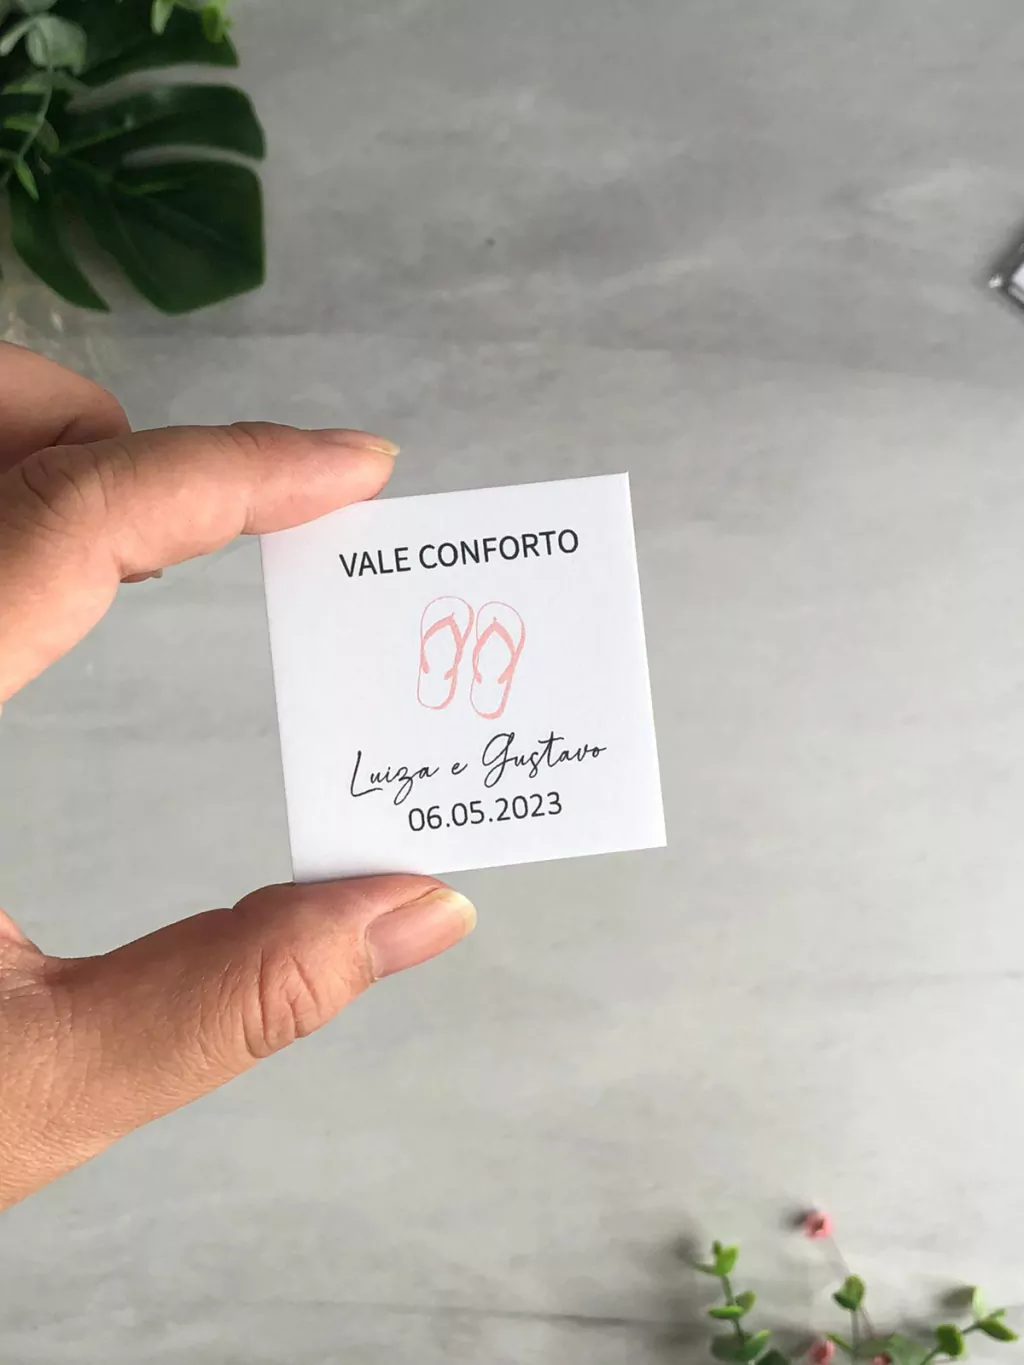 VALE CONFORTO
Luiza e Gustavo
06.05.2023